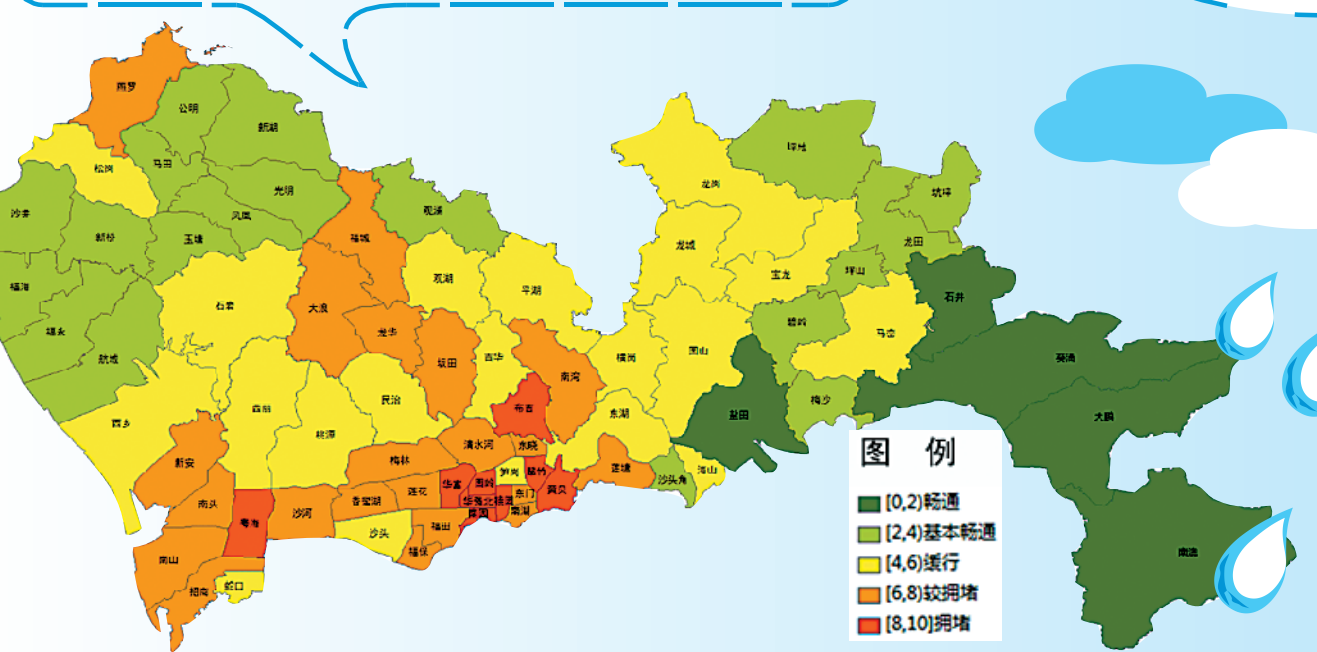 燕罗
公明
新湖
松岗
马田
光明
沙井
新桥
玉塘
凤凰
观澜
福城
福海
石岩
大浪
观湖
平湖
福永
航城
龙华
坂田
吉华
南湾
西乡
西丽
桃源
民治
布吉
新安
南头
粤海
沙河
梅林
清水河
东晓
香蜜湖
莲花
华富
园岭
笋岗
翠竹
东门
南湖
黄贝
沙头
福田
福保
南山
招商
蛇口
龙岗
坪地
坑梓
龙城
宝龙
坪山
龙田
石井
碧岭
马峦
横岗
园山
东湖
莲塘
沙头角
海山
盐田
梅沙
葵涌
大鹏
南澳
图 例
[0,2)畅通
[2,4)基本畅通
[4,6)缓行
[6,8)较拥堵
[8,10]拥堵